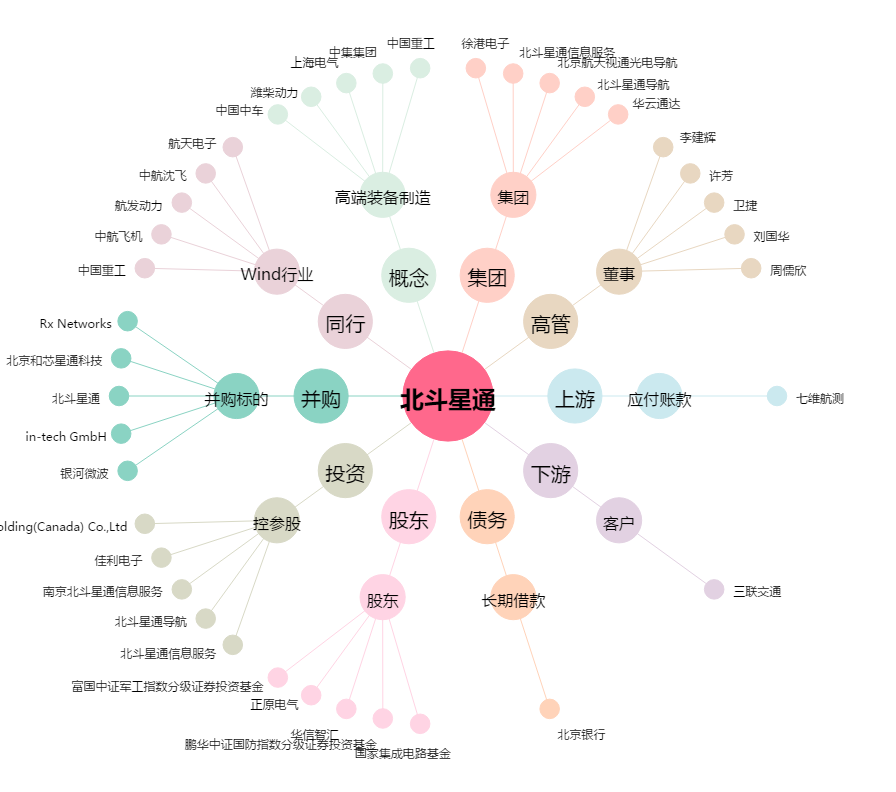 中国重工
徐港电子
中集集团
北斗星通信息服务
上海电气
北京航天视通光电导航
潍柴动力
北斗星通导航
中国中车
华云通达
航天电子
李建辉
中航沈飞
许芳
高端装备制造
集团
航发动力
卫捷
中航飞机
刘国华
中国重工
Wind行业
概念
集团
董事
周儒欣
Rx Networks
同行
高管
北京和芯星通科技
北斗星通
并购标的
并购
北斗星通
上游
应付账款
七维航测
in-tech GmbH
银河微波
投资
下游
olding(Canada) Co.,Ltd
控参股
股东
债务
客户
佳利电子
南京北斗星通信息服务
三联交通
北斗星通导航
股东
长期借款
北斗星通信息服务
富国中证军工指数分级证券投资基金
正原电气
华信智汇
北京银行
鹏华中证国防指数分级证券投资基金
国家集成电路基金